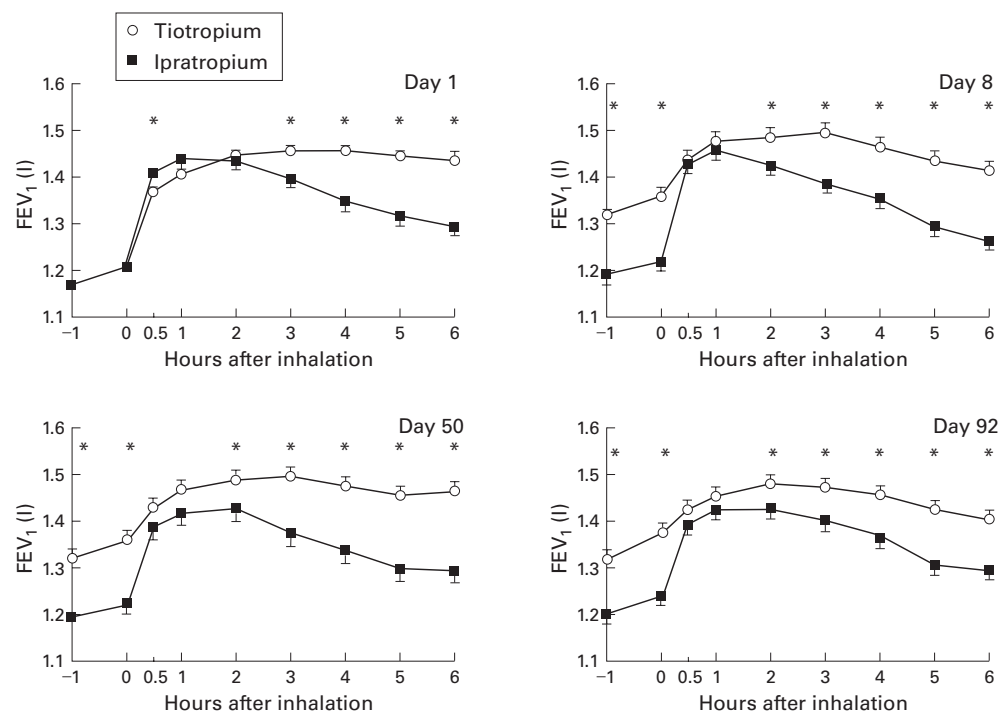 Tiotropium
Ipratropium
Day 1
1.6
1.5
1.4
1.3
1.2
1.1
FEV1 (l)
* * * * *
–1 0 0.5 1 2 3 4 5 6
Hours after inhalation
Day 8
1.6
1.5
1.4
1.3
1.2
1.1
FEV1 (l)
* * * * * * *
–1 0 0.5 1 2 3 4 5 6
Hours after inhalation
Day 50
1.6
1.5
1.4
1.3
1.2
1.1
FEV1 (l)
* * * * * * *
–1 0 0.5 1 2 3 4 5 6
Hours after inhalation
Day 92
1.6
1.5
1.4
1.3
1.2
1.1
FEV1 (l)
* * * * * * *
–1 0 0.5 1 2 3 4 5 6
Hours after inhalation